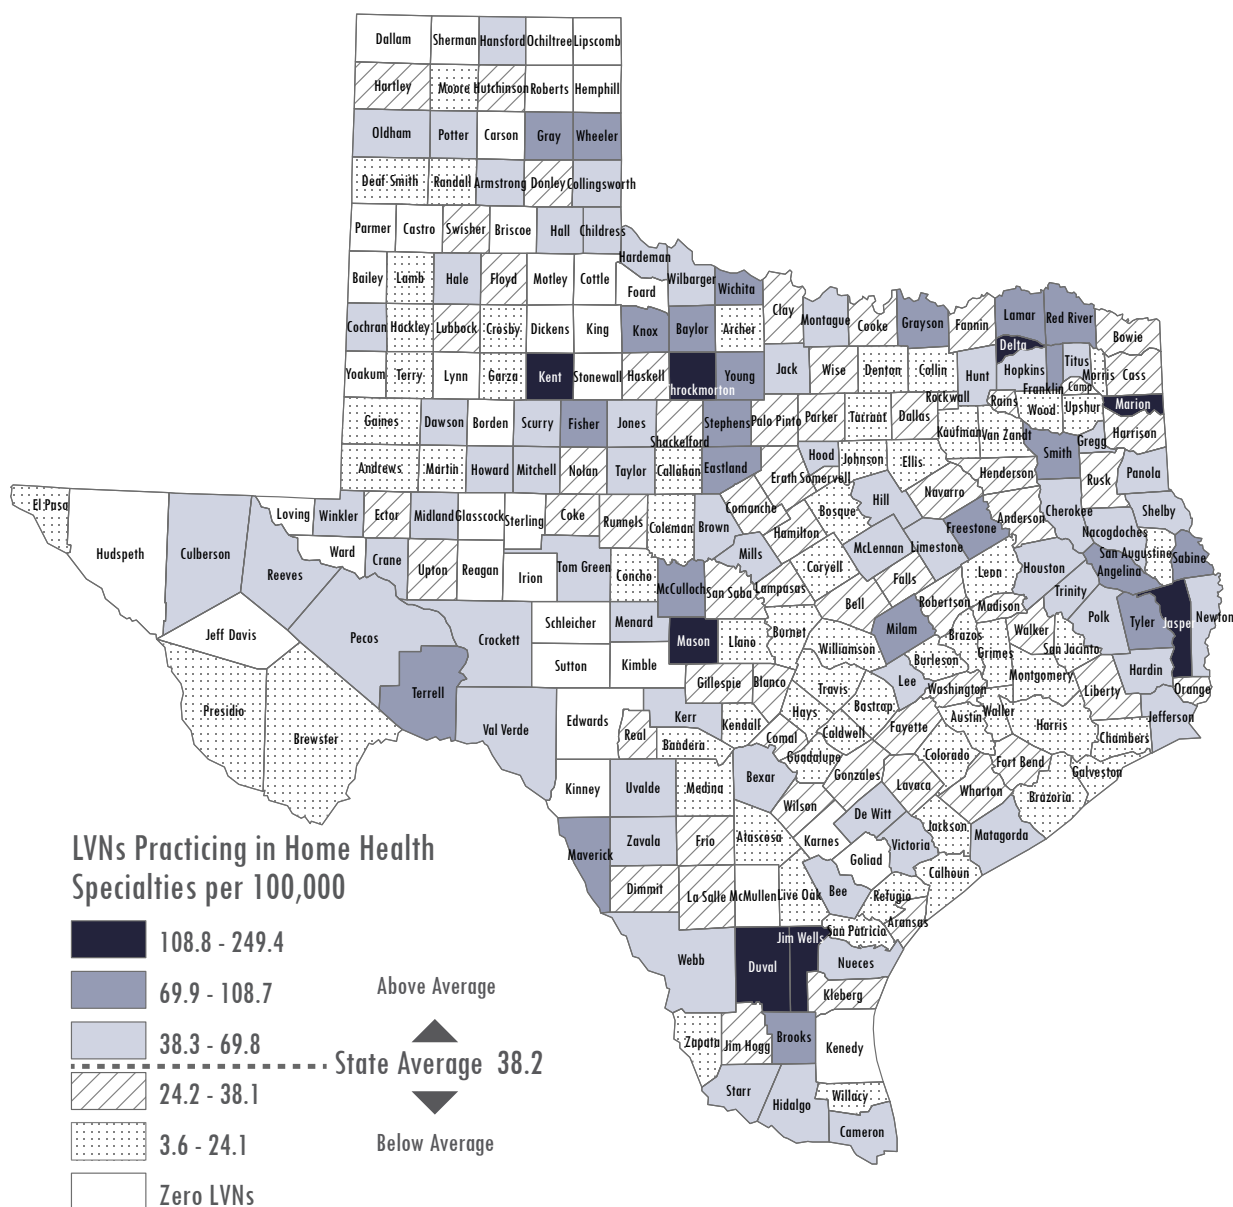 Dallam Sherman Hansford Ochiltree Lipscomb
Hartley Moore Hutchinson Roberts Hemphill
Oldham Potter Carson Gray Wheeler
Deaf Smith Randall Armstrong Donley Collingsworth
Parmer Castro Swisher Briscoe Hall Childress
Hardeman
Bailey Lamb Hale Floyd Motley Cottle Foard Wilbarger Wichita
Clay Montague Cooke Grayson Fannin Lamar Red River Bowie
Cochran Hockley Lubbock Crosby Dickens King Knox Baylor Archer
Delta
Yoakum Terry Lynn Garza Kent Stonewall Haskell hrockmorton Young Jack Wise Denton Collin Hunt Hopkins Franklin Titus Camp Morris Cass
Rockwall Rains Wood Upshur Marion
Gaines Dawson Borden Scurry Fisher Jones Shackelford Stephens Palo Pinto Parker Tarrant Dallas Kaufman Van Zandt Smith Gregg Harrison
Andrews Martin Howard Mitchell Nolan Taylor Callahan Eastland Erath Somervell Hood Johnson Ellis Henderson Rusk Panola
El Paso Hudspeth Culberson Reeves Loving Winkler Ector Midland Glasscock Sterling Coke Runnels Coleman Brown Comanche Hamilton Bosque Hill Navarro Freestone Anderson Cherokee Nacogdoches Shelby
Ward Crane Upton Reagan Irion Tom Green Concho McCulloch San Saba Mills Lampasas Coryell McLennan Limestone Falls Leon Houston Angelina San Augustine Sabine
Trinity Polk Tyler Jasper Newton
Jeff Davis Pecos Crockett Schleicher Menard Mason Llano Burnet Bell Milam Robertson Brazos Madison Grimes Walker San Jacinto
Sutton Kimble Williamson Burleson Lee Washington Montgomery Liberty Hardin Orange
Presidio Brewster Terrell Val Verde Edwards Real Kerr Gillespie Blanco Travis Hays Bastrop Caldwell Fayette Austin Waller Harris Chambers Jefferson
Bandera Kendall Comal Guadalupe Gonzales Colorado Fort Bend Galveston
Kinney Uvalde Medina Bexar Wilson Lavaca Wharton Brazoria
Maverick Zavala Frio Atascosa Karnes De Witt Victoria Jackson Matagorda
Goliad Calhoun
Dimmit La Salle McMullen Live Oak Bee Refugio Aransas
San Patricio
Webb Duval Jim Wells Nueces
Kleberg
Zapata Jim Hogg Brooks Kenedy
Starr Hidalgo Willacy
Cameron
LVNs Practicing in Home Health
Specialties per 100,000
108.8 - 249.4
69.9 - 108.7
Above Average
38.3 - 69.8
State Average 38.2
24.2 - 38.1
3.6 - 24.1
Below Average
Zero LVNs